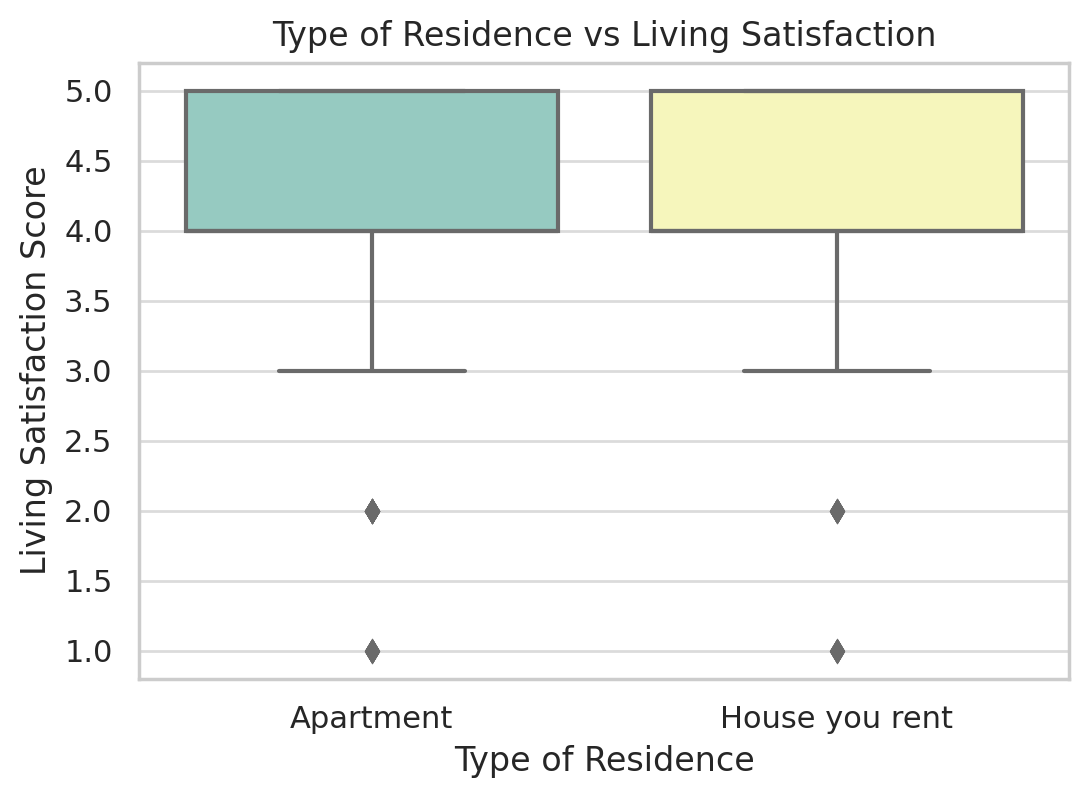 Type of Residence vs Living Satisfaction
Living Satisfaction Score
5.0
4.5
4.0
3.5
3.0
2.5
2.0
1.5
1.0
Apartment House you rent
Type of Residence